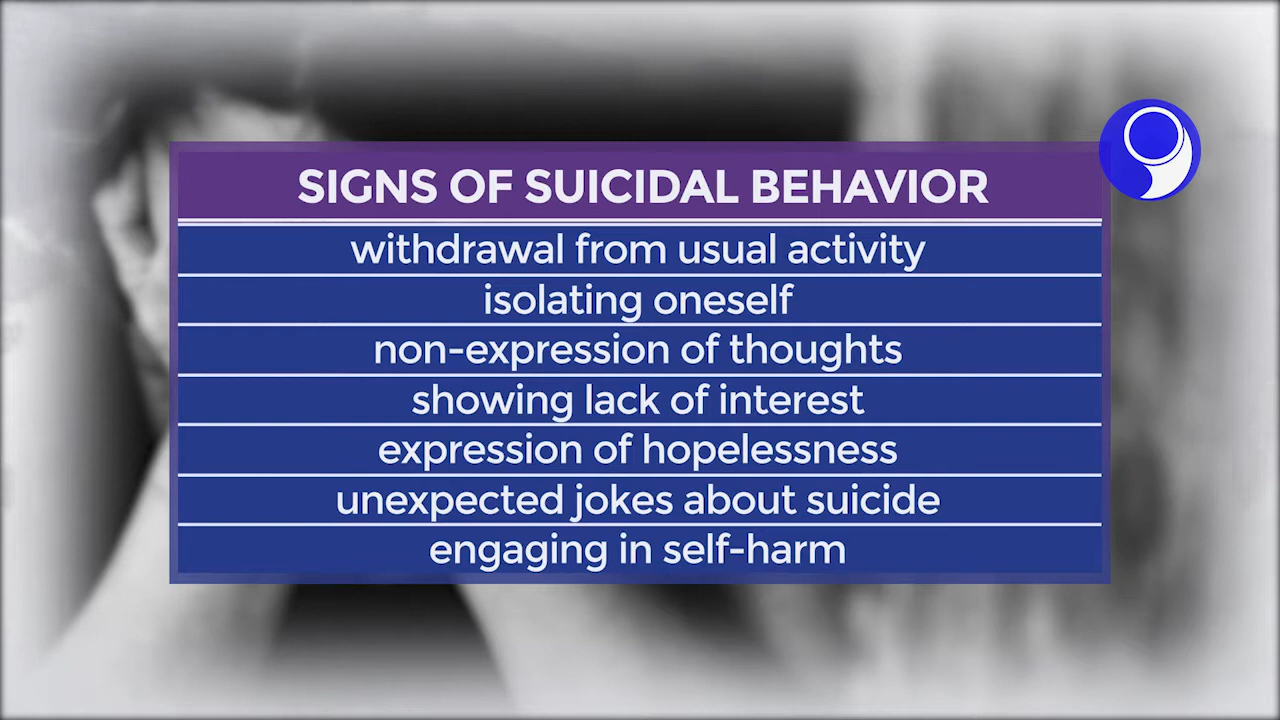 SIGNS OF SUICIDAL BEHAVIOR
withdrawal from usual activity
isolating oneself
non-expression of thoughts
showing lack of interest
expression of hopelessness
unexpected jokes about suicide
engaging in self-harm